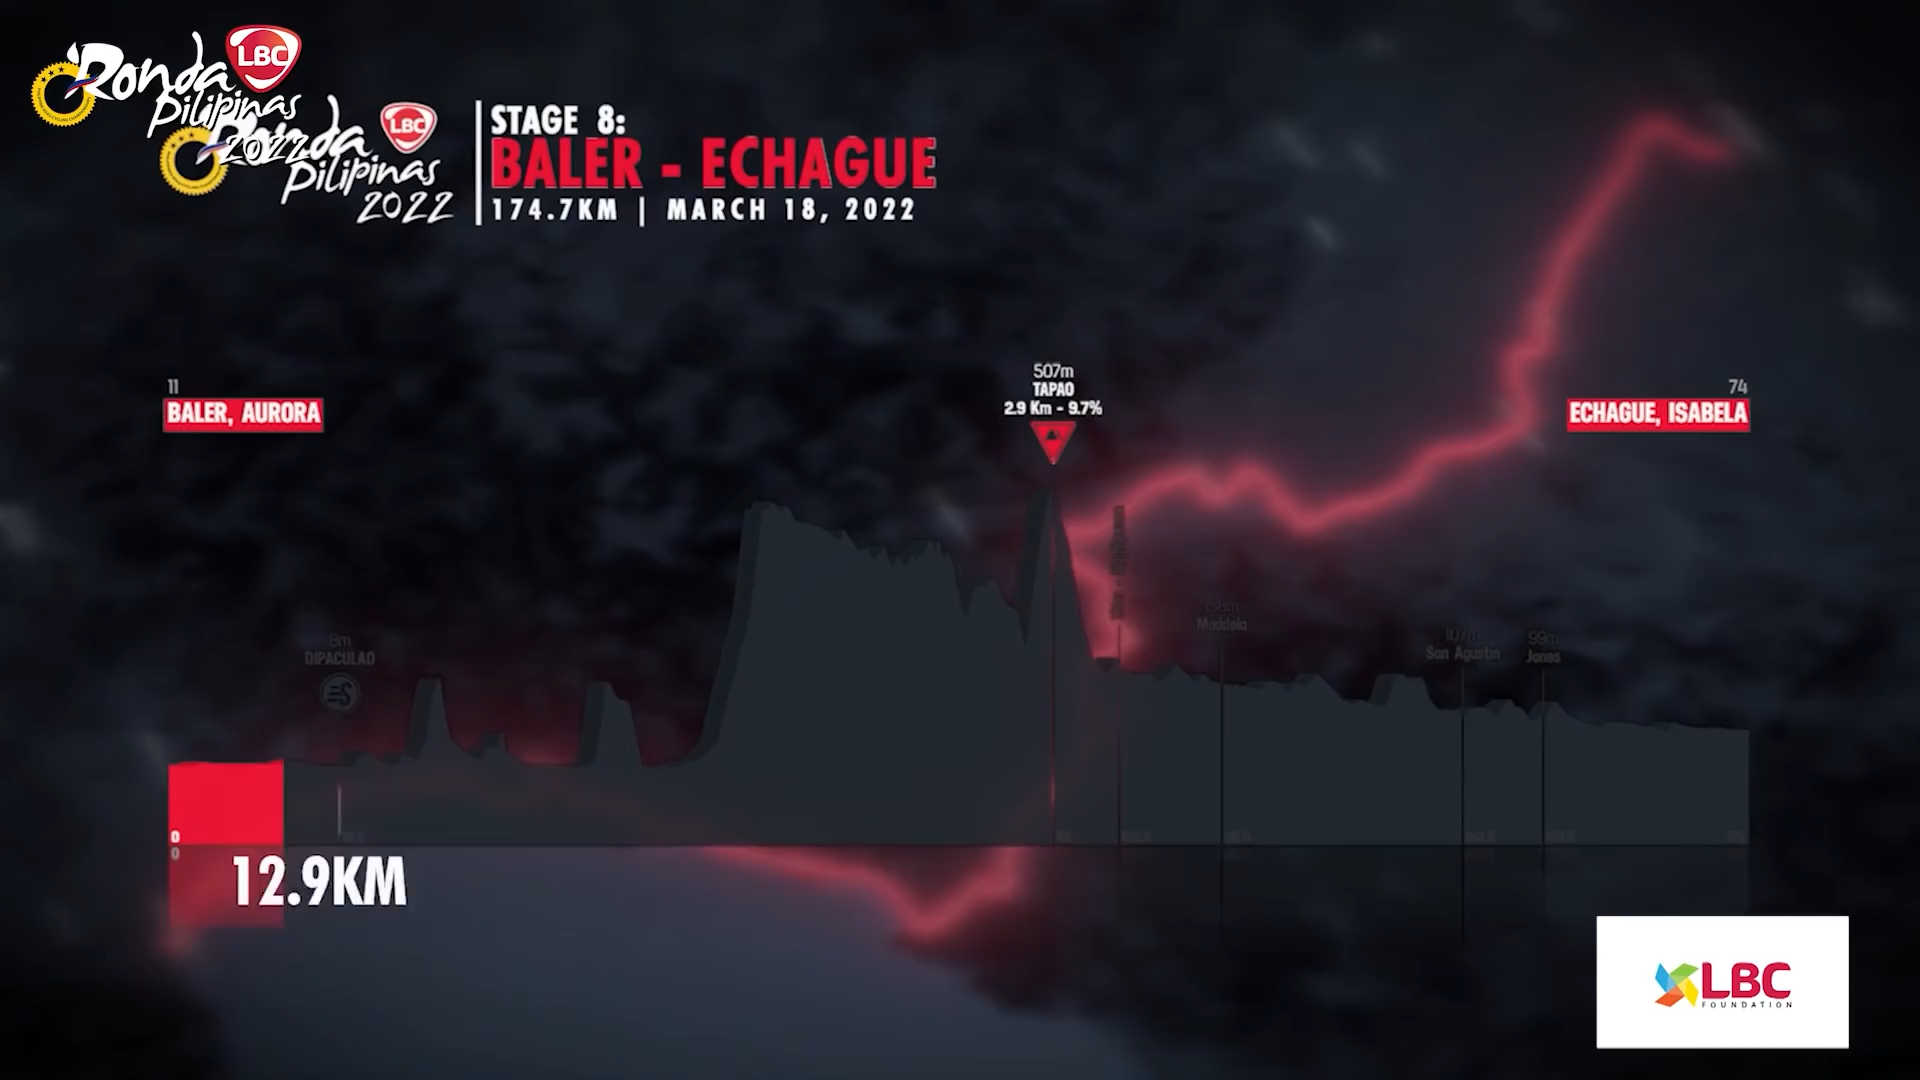 Ronda
LBC
Pilipinas
2022
Ronda
LBC
Pilipinas
2022
STAGE 8:
BALER - ECHAGUE
174.7KM | MARCH 18, 2022
11
BALER, AURORA
507m
TAPAO
2.9 Km - 9.7%
74
ECHAGUE, ISABELA
8m
DIPACULAO
158m
Maddela
107m
San Agustin
99m
Jones
0
0
12.9KM
LBC
FOUNDATION